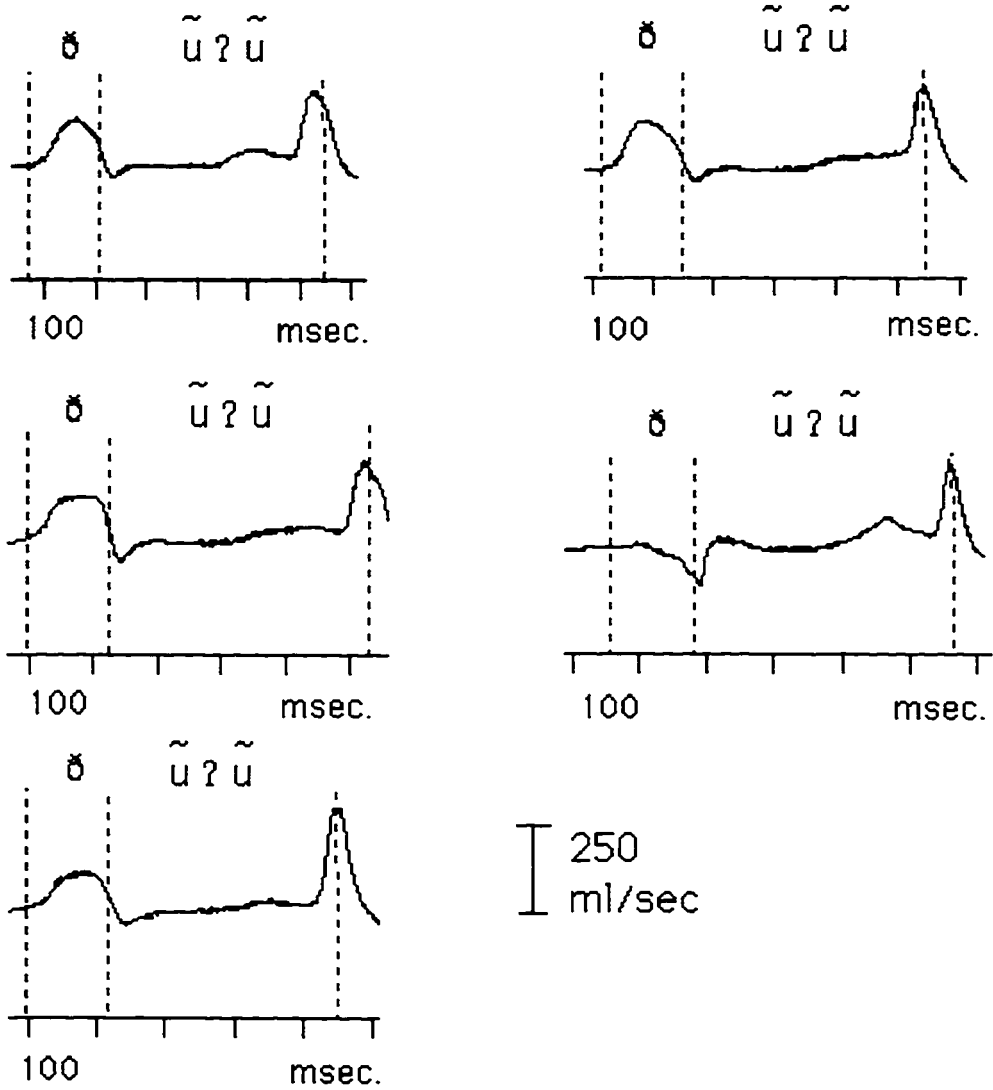 ð ũ ʔ ũ
100 msec.
ð ũ ʔ ũ
100 msec.
ð ũ ʔ ũ
100 msec.
ð ũ ʔ ũ
100 msec.
ð ũ ʔ ũ
100 msec.
250
ml/sec